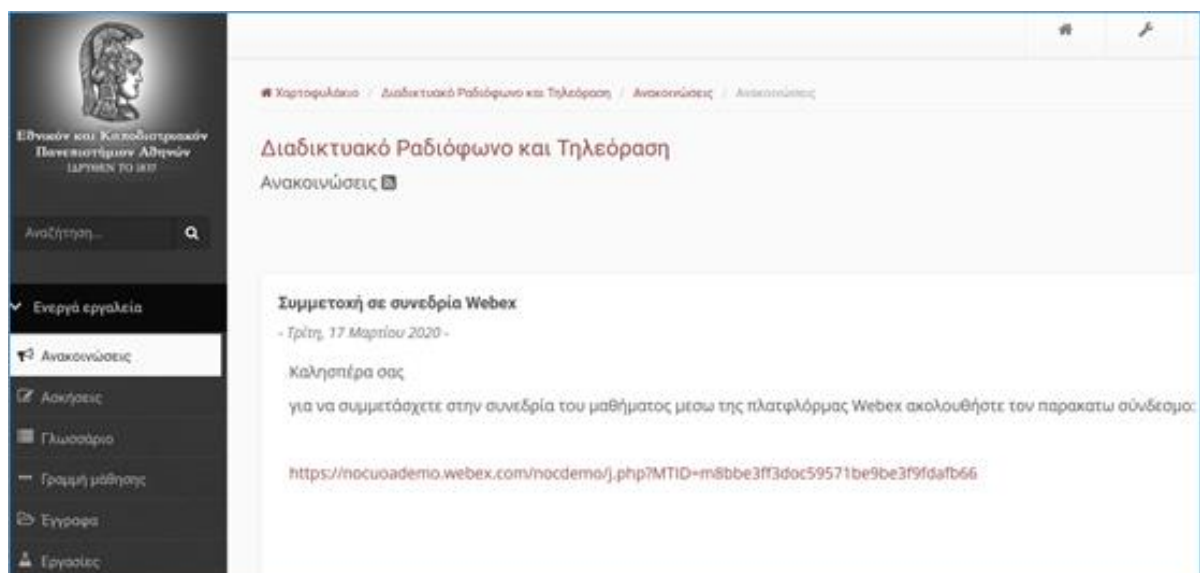 Εθνικόν και Καποδιστριακόν
Πανεπιστήμιον Αθηνών
ΙΔΡΥΘΕΝ ΤΟ 1837
Αναζήτηση...
Ενεργά εργαλεία
Ανακοινώσεις
Ασκήσεις
Γλωσσάριο
Γραμμή μάθησης
Έγγραφα
Εργασίες
Χαρτοφυλάκιο / Διαδικτυακό Ραδιόφωνο και Τηλεόραση / Ανακοινώσεις / Ανακοινώσεις
Διαδικτυακό Ραδιόφωνο και Τηλεόραση
Ανακοινώσεις
Συμμετοχή σε συνεδρία Webex
- Τρίτη, 17 Μαρτίου 2020 -
Καλησπέρα σας
για να συμμετάσχετε στην συνεδρία του μαθήματος μεσω της πλατφλόρμας Webex ακολουθήστε τον παρακατω σύνδεσμο:
https://nocuoademo.webex.com/nocdemo/j.php?MTID=m8bbe3ff3doc59571be9be3f9fdafb66